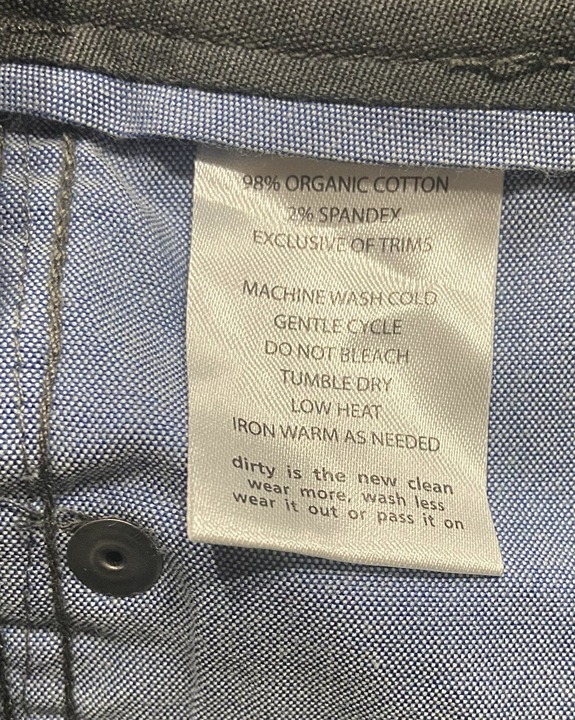 98% ORGANIC COTTON
2% SPANDEX
EXCLUSIVE OF TRIMS
MACHINE WASH COLD
GENTLE CYCLE
DO NOT BLEACH
TUMBLE DRY
LOW HEAT
IRON WARM AS NEEDED
dirty is the new clean
wear more, wash less
wear it out or pass it on